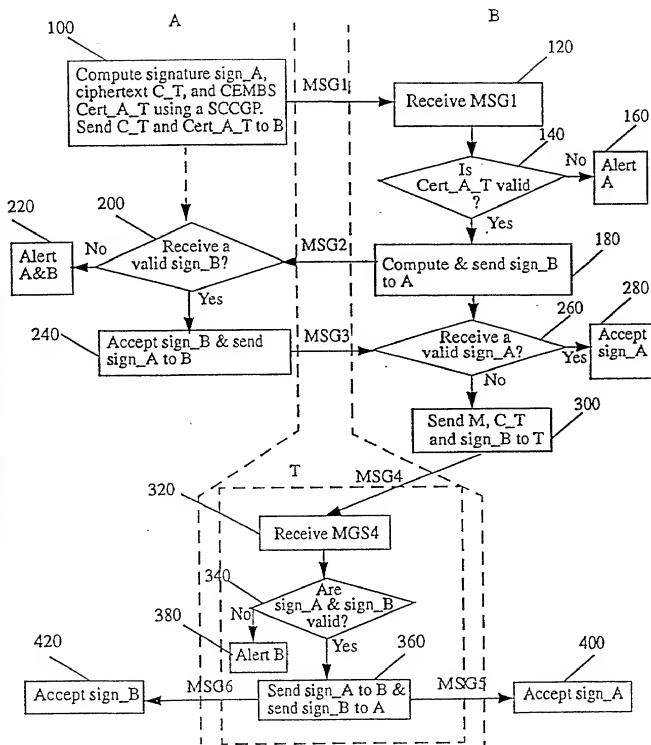 A
B
100
Compute signature sign_A,
ciphertext C_T, and CEMBS
Cert_A_T using a SCCGP.
Send C_T and Cert_A_T to B
MSG1
120
Receive MSG1
140
160
Is
Cert_A_T valid
?
No
Alert
A
Yes
200
220
Receive a
valid sign_B?
No
Alert
A&B
MSG2
Compute & send sign_B
to A
180
Yes
240
Accept sign_B & send
sign_A to B
MSG3
260
Receive a
valid sign_A?
280
Yes
Accept
sign_A
No
300
Send M, C_T
and sign_B to T
T
MSG4
320
Receive MGS4
340
Are
sign_A & sign_B
valid?
No
380
Alert B
Yes
360
420
400
Accept sign_B
MSG6
Send sign_A to B &
send sign_B to A
MSG5
Accept sign_A